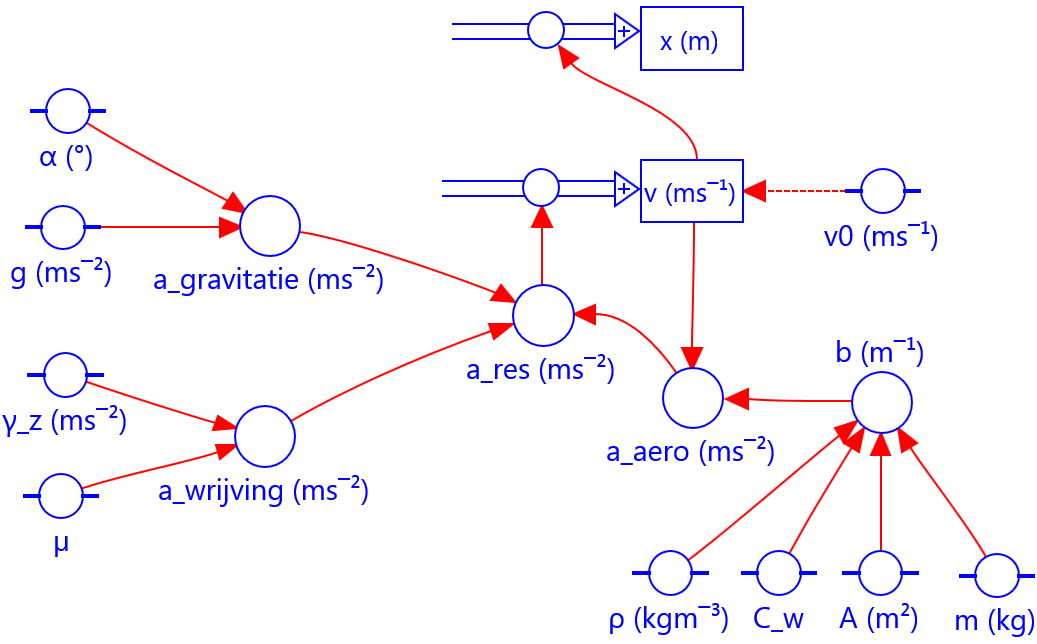 +
x (m)
α (°)
+
v (ms⁻¹)
v0 (ms⁻¹)
g (ms⁻²)
a_gravitatie (ms⁻²)
a_res (ms⁻²)
b (m⁻¹)
γ_z (ms⁻²)
a_aero (ms⁻²)
a_wrijving (ms⁻²)
μ
ρ (kgm⁻³)
C_w
A (m²)
m (kg)